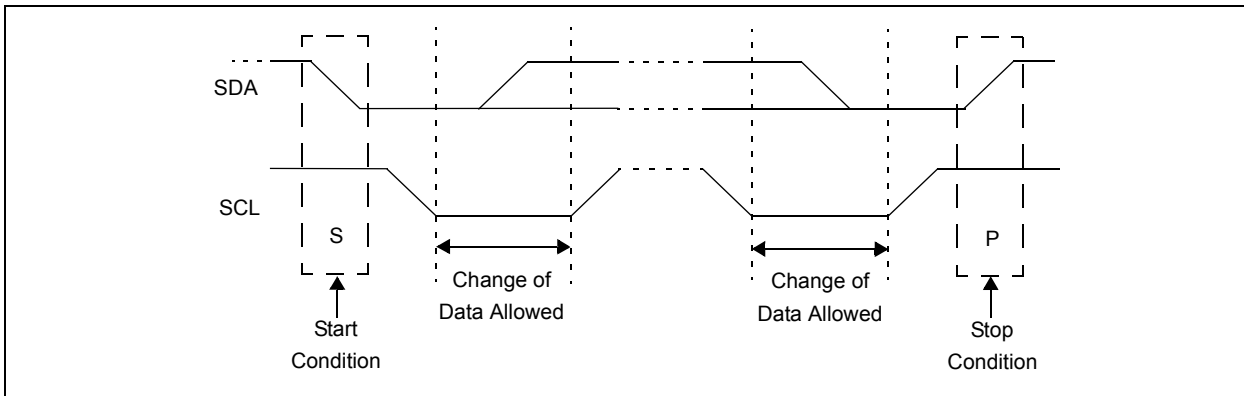 SDA
SCL
S
P
Change of
Data Allowed
Change of
Data Allowed
Start
Condition
Stop
Condition